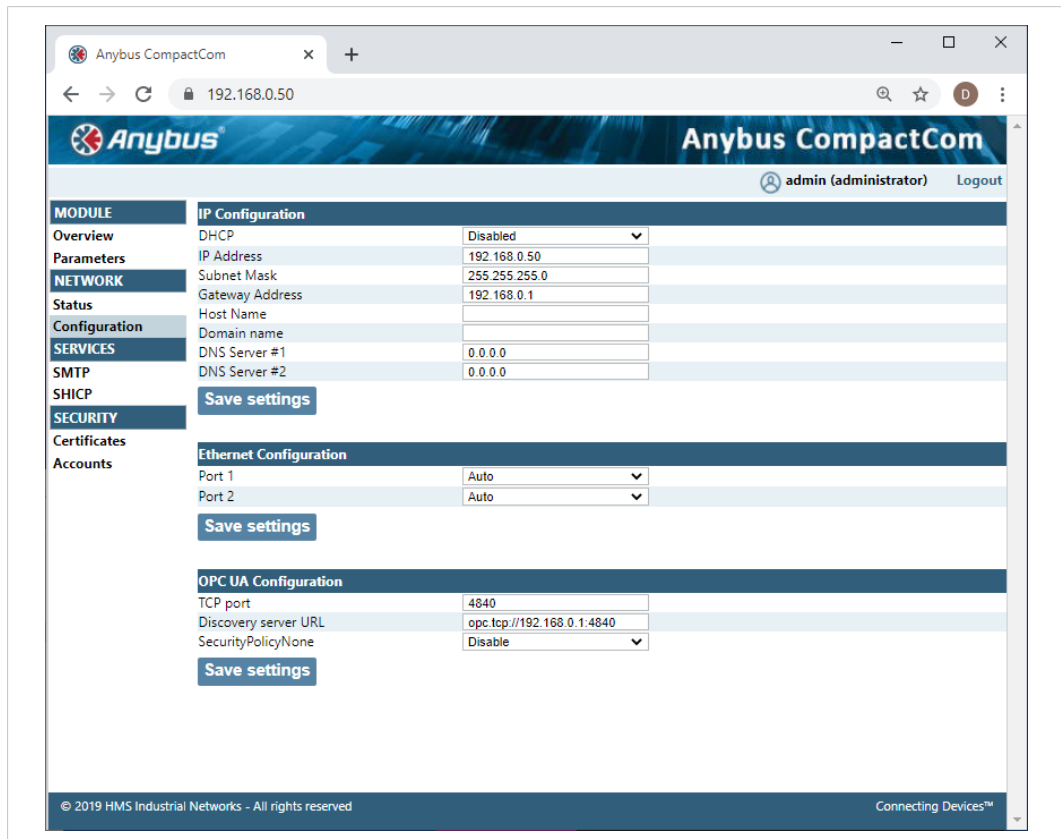 Anybus CompactCom
192.168.0.50
D
Anybus®
Anybus CompactCom
admin (administrator) Logout
MODULE
Overview
Parameters
NETWORK
Status
Configuration
SERVICES
SMTP
SHICP
SECURITY
Certificates
Accounts
IP Configuration
DHCP Disabled
IP Address 192.168.0.50
Subnet Mask 255.255.255.0
Gateway Address 192.168.0.1
Host Name
Domain name
DNS Server #1 0.0.0.0
DNS Server #2 0.0.0.0
Save settings
Ethernet Configuration
Port 1 Auto
Port 2 Auto
Save settings
OPC UA Configuration
TCP port 4840
Discovery server URL opc.tcp://192.168.0.1:4840
SecurityPolicyNone Disable
Save settings
© 2019 HMS Industrial Networks - All rights reserved Connecting Devices™